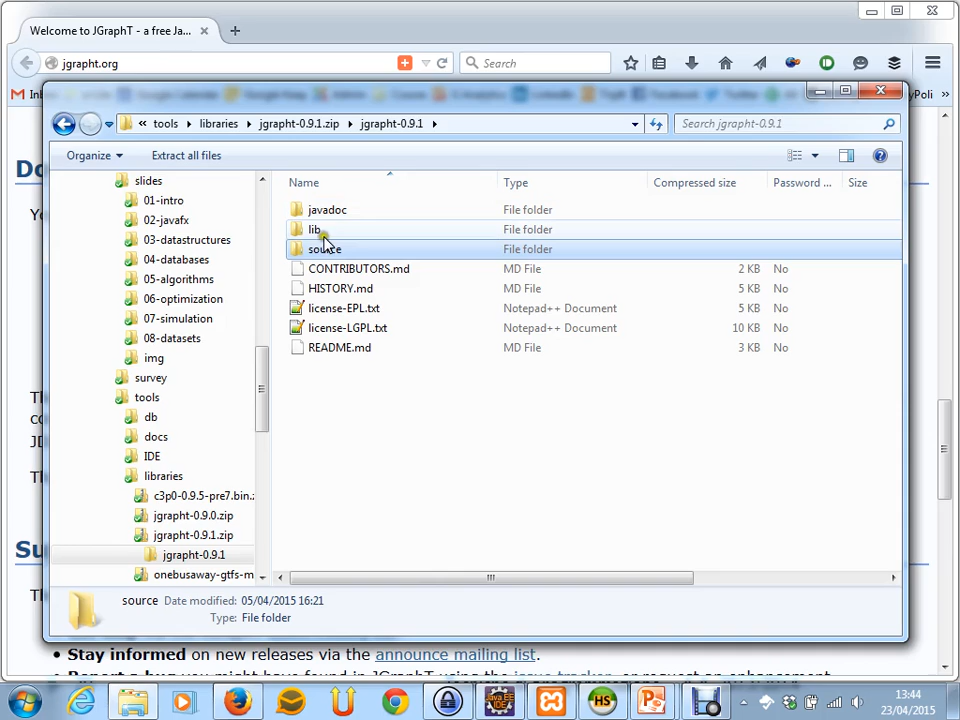 Welcome to JGraphT - a free Ja...
jgrapht.org
Search
tools
libraries
jgrapht-0.9.1.zip
jgrapht-0.9.1
Search jgrapht-0.9.1
Organize
Extract all files
Name
Type
Compressed size
Password ...
Size
slides
01-intro
02-javafx
03-datastructures
04-databases
05-algorithms
06-optimization
07-simulation
08-datasets
img
survey
tools
db
docs
IDE
libraries
c3p0-0.9.5-pre7.bin.z
jgrapht-0.9.0.zip
jgrapht-0.9.1.zip
jgrapht-0.9.1
onebusaway-gtfs-m
javadoc File folder
lib File folder
source File folder
CONTRIBUTORS.md MD File 2 KB No
HISTORY.md MD File 5 KB No
license-EPL.txt Notepad++ Document 5 KB No
license-LGPL.txt Notepad++ Document 10 KB No
README.md MD File 3 KB No
source Date modified: 05/04/2015 16:21
Type: File folder
• Stay informed on new releases via the announce mailing list.
13:44
23/04/2015